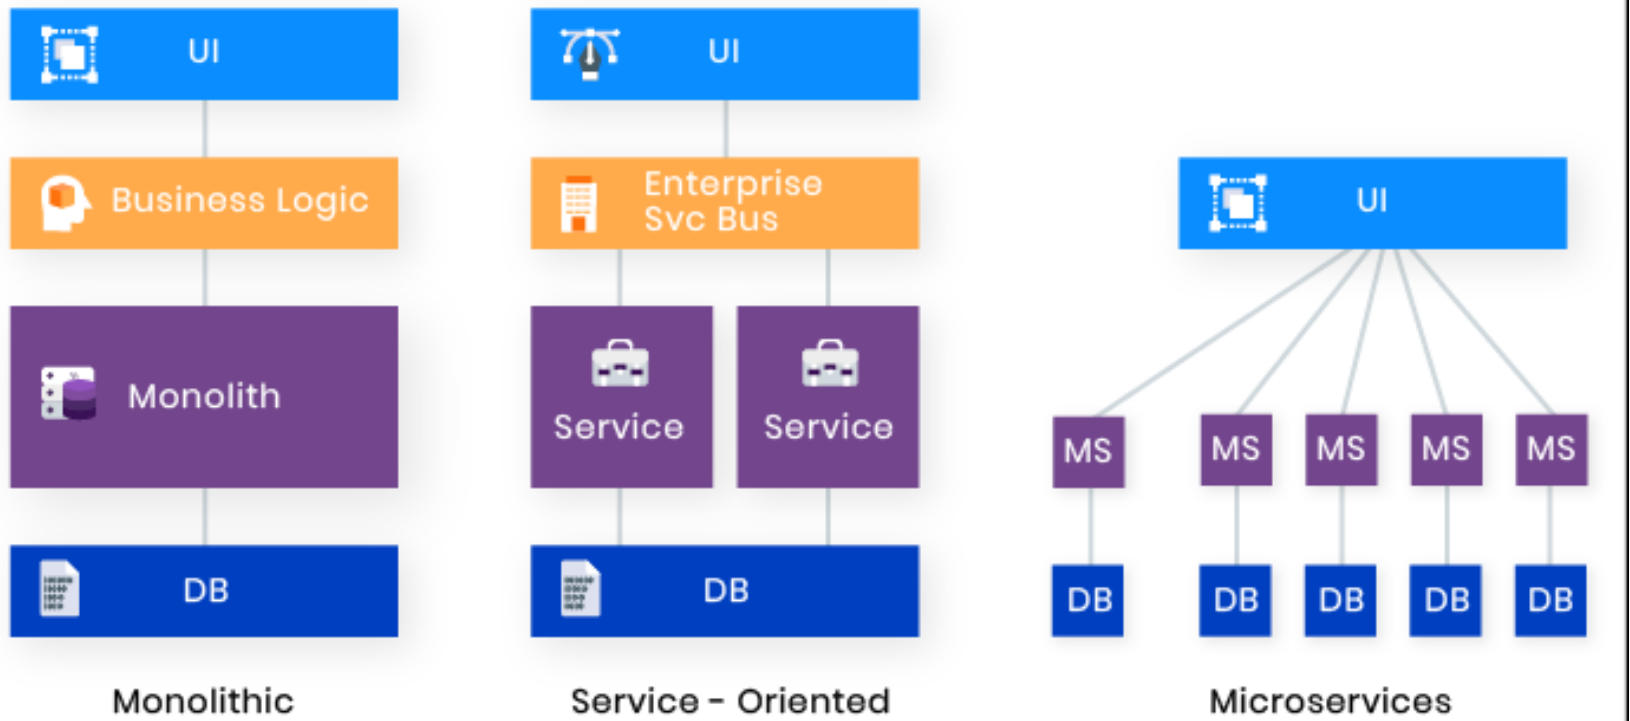 UI
Business Logic
Monolith
DB
Monolithic
UI
Enterprise
Svc Bus
Service
Service
DB
Service - Oriented
UI
MS
MS
MS
MS
MS
DB
DB
DB
DB
DB
Microservices